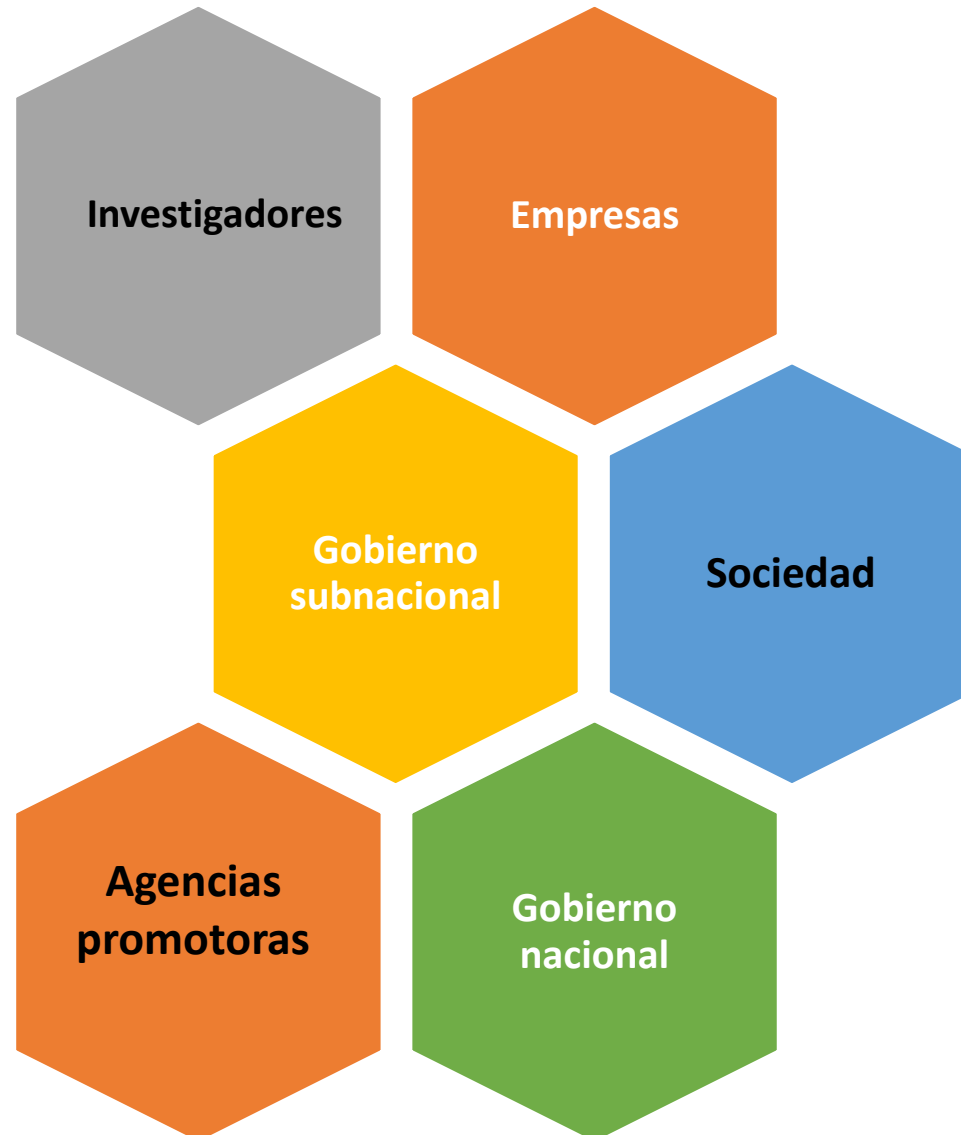 Investigadores
Empresas
Gobierno
subnacional
Sociedad
Agencias
promotoras
Gobierno
nacional